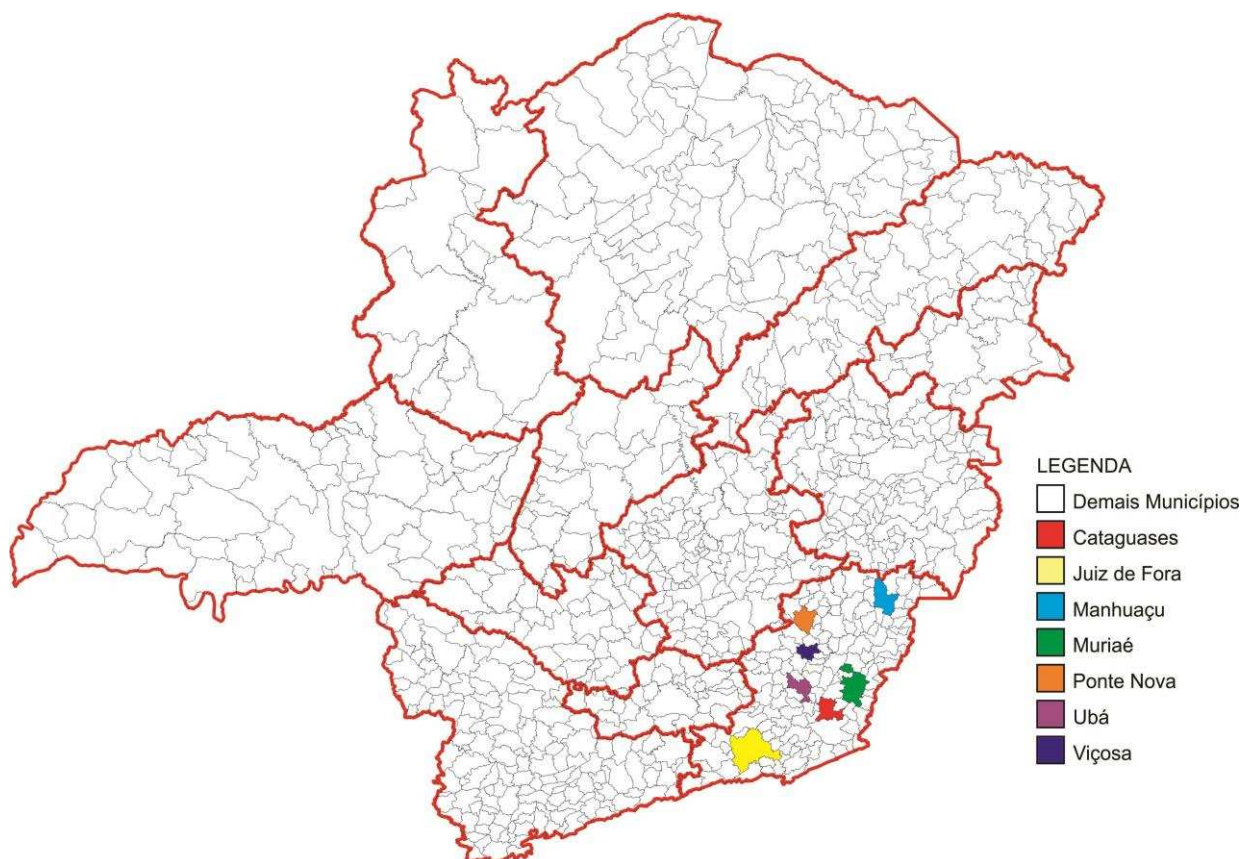 LEGENDA
Demais Municípios
Cataguases
Juiz de Fora
Manhuaçu
Muriaé
Ponte Nova
Ubá
Viçosa